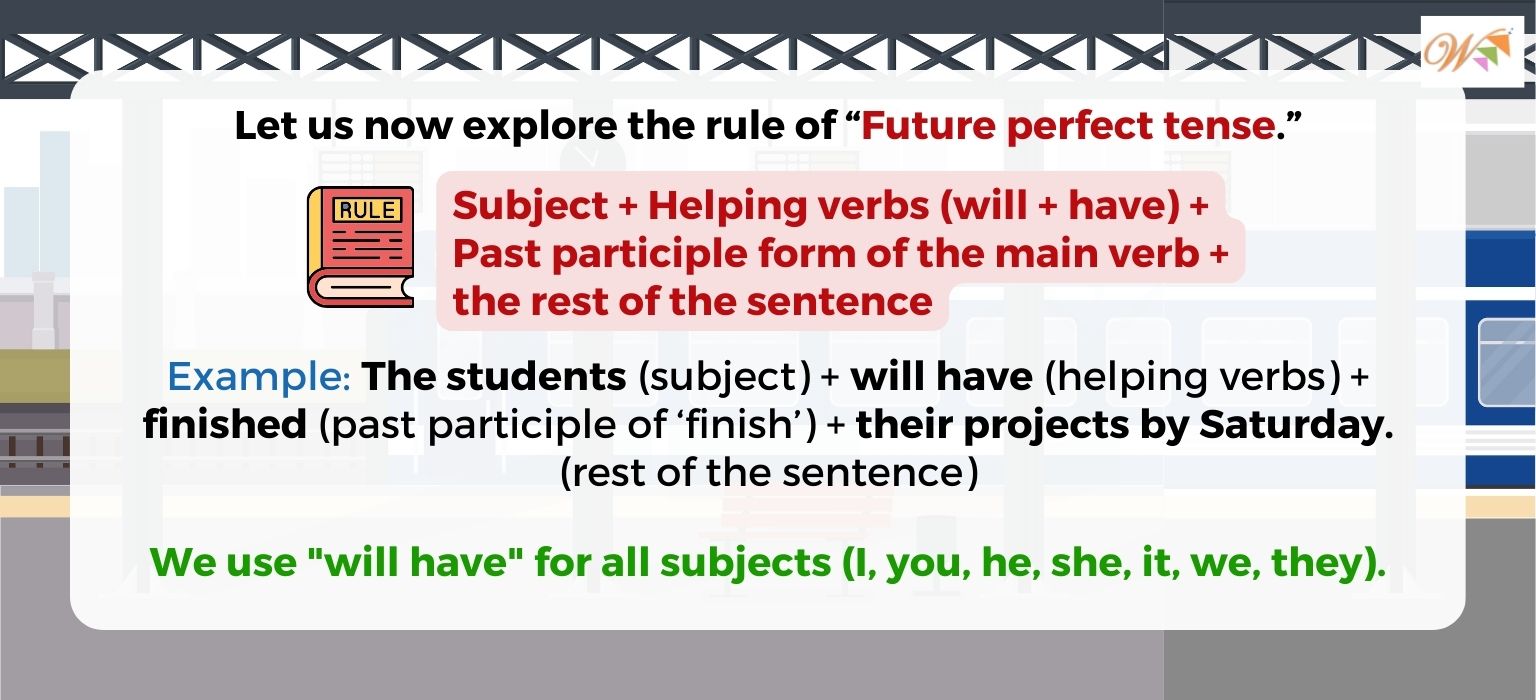 Let us now explore the rule of “Future perfect tense.”
RULE
Subject + Helping verbs (will + have) +
Past participle form of the main verb +
the rest of the sentence
Example: The students (subject) + will have (helping verbs) +
finished (past participle of ‘finish’) + their projects by Saturday.
(rest of the sentence)
We use "will have" for all subjects (I, you, he, she, it, we, they).
W